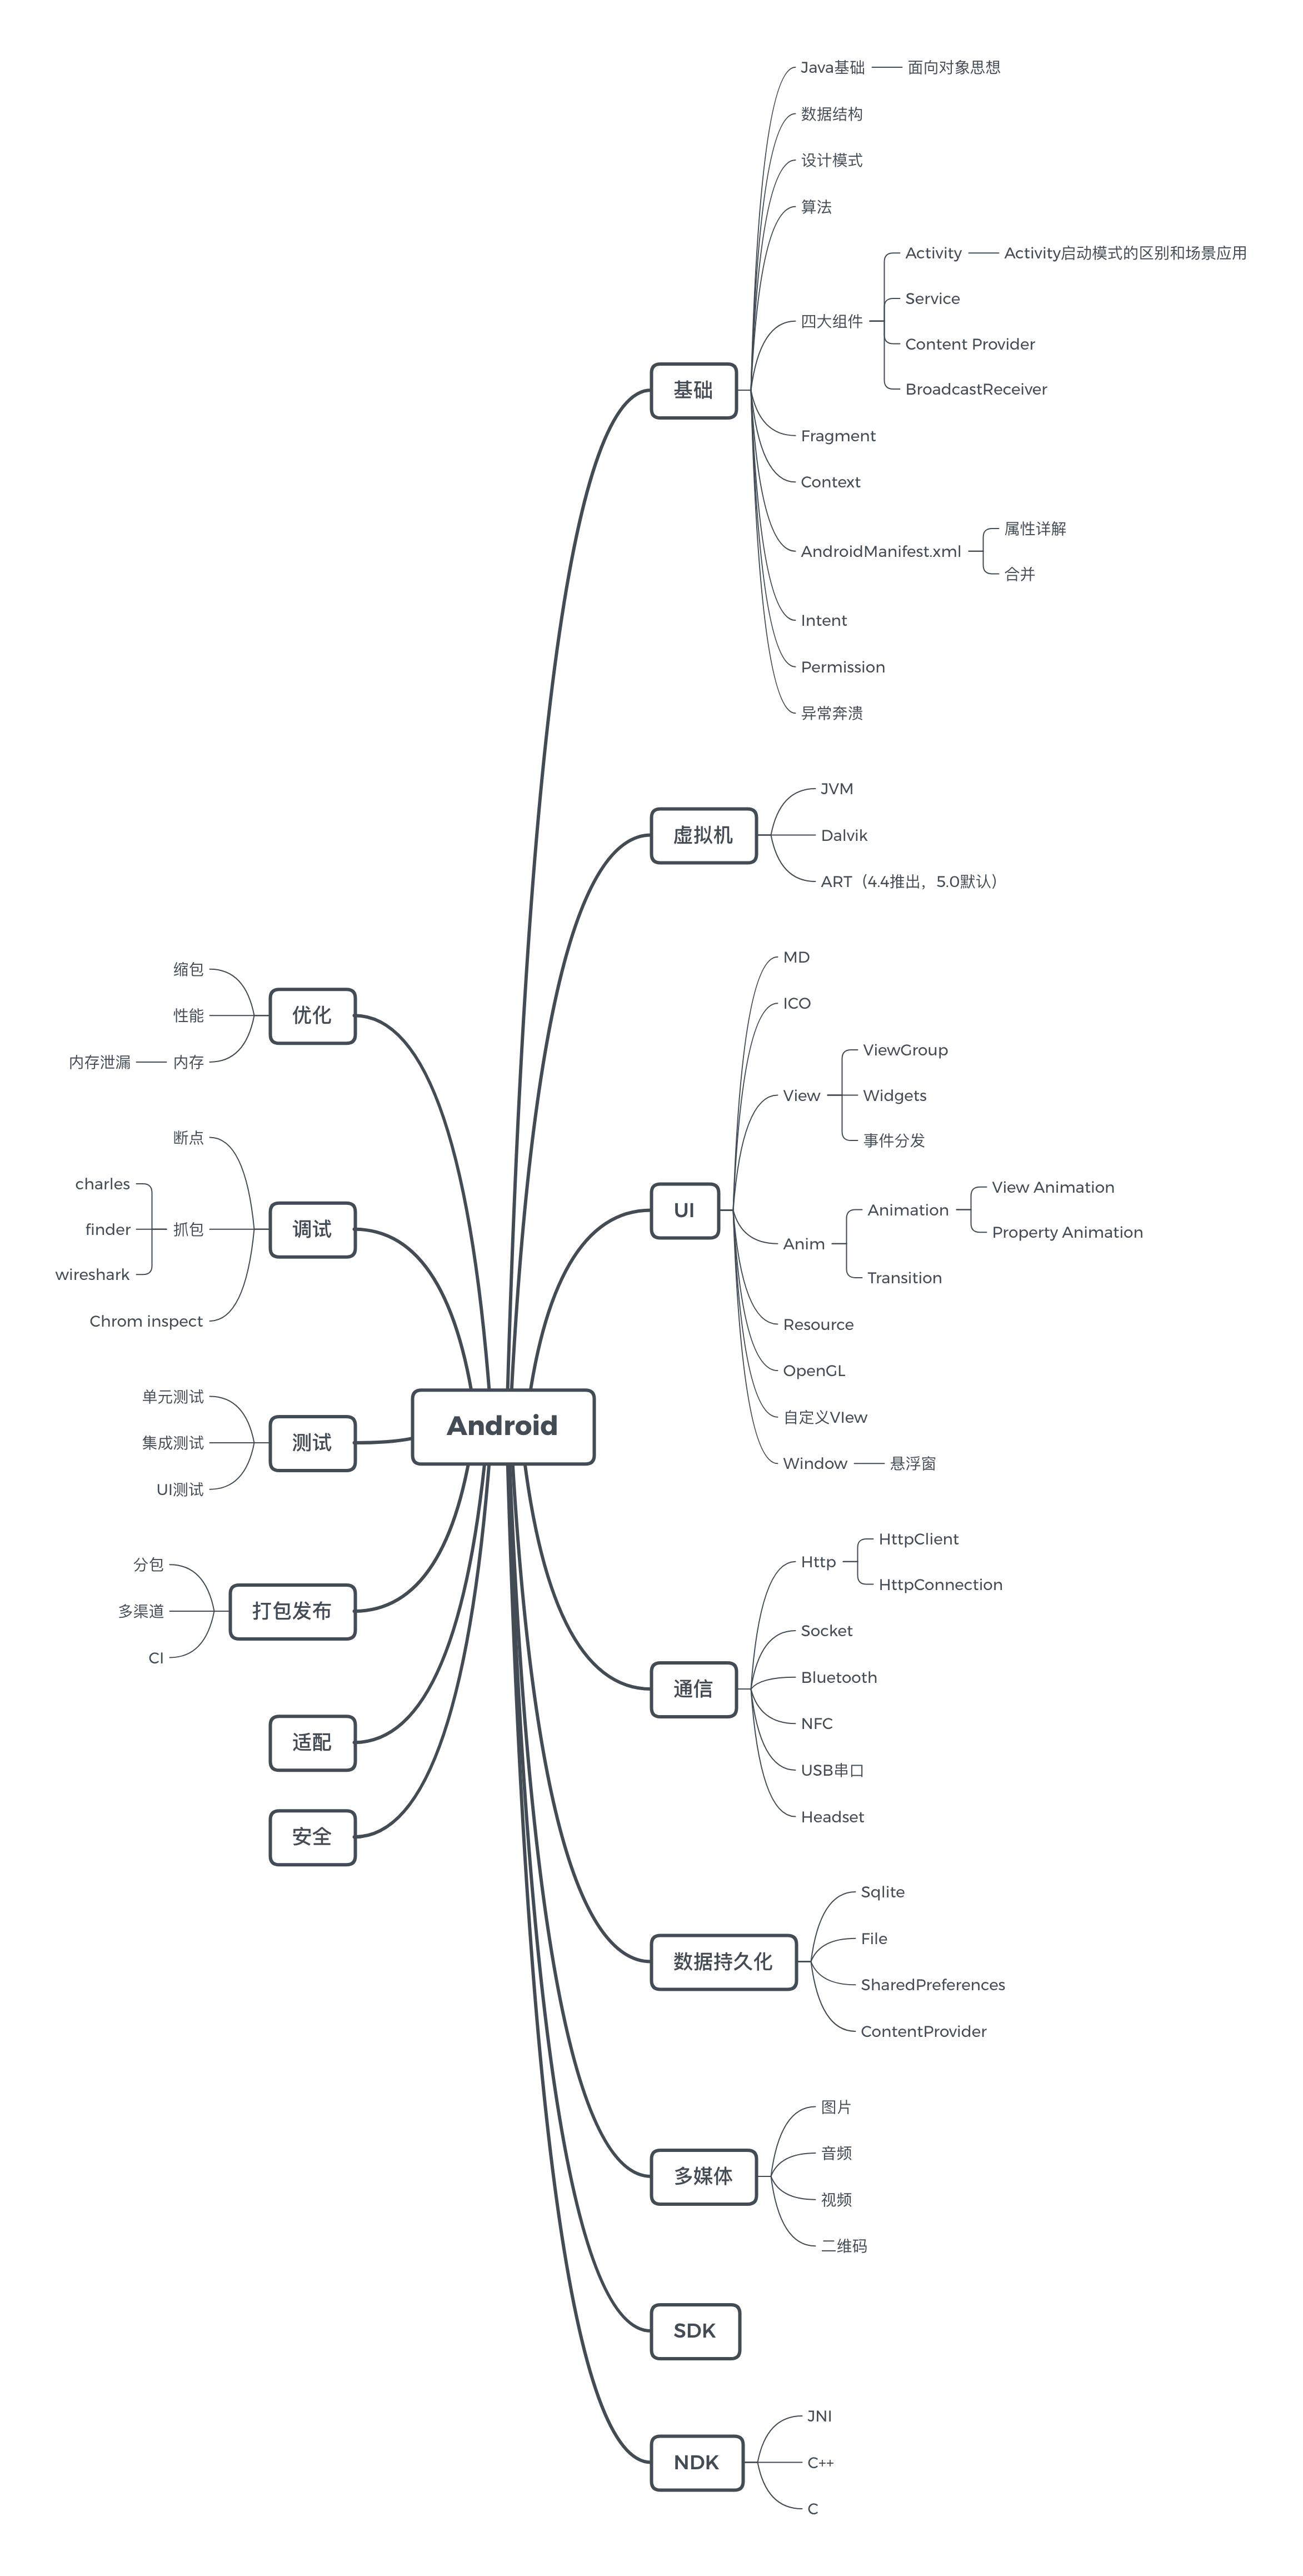 Android
基础
Java基础
面向对象思想
数据结构
设计模式
算法
四大组件
Activity
Activity启动模式的区别和场景应用
Service
Content Provider
BroadcastReceiver
Fragment
Context
AndroidManifest.xml
属性详解
合并
Intent
Permission
异常奔溃
虚拟机
JVM
Dalvik
ART（4.4推出，5.0默认）
UI
MD
ICO
View
ViewGroup
Widgets
事件分发
Anim
Animation
View Animation
Property Animation
Transition
Resource
OpenGL
自定义VIew
Window
悬浮窗
通信
Http
HttpClient
HttpConnection
Socket
Bluetooth
NFC
USB串口
Headset
数据持久化
Sqlite
File
SharedPreferences
ContentProvider
多媒体
图片
音频
视频
二维码
SDK
NDK
JNI
C++
C
优化
缩包
性能
内存
内存泄漏
调试
断点
抓包
charles
finder
wireshark
Chrom inspect
测试
单元测试
集成测试
UI测试
打包发布
分包
多渠道
CI
适配
安全